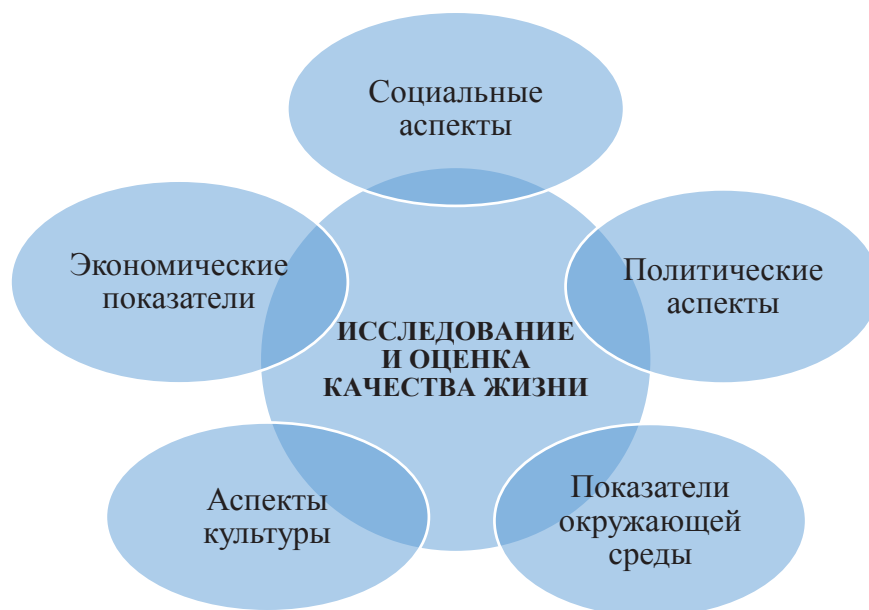 Социальные
аспекты
Экономические
показатели
Политические
аспекты
ИССЛЕДОВАНИЕ
И ОЦЕНКА
КАЧЕСТВА ЖИЗНИ
Аспекты
культуры
Показатели
окружающей
среды